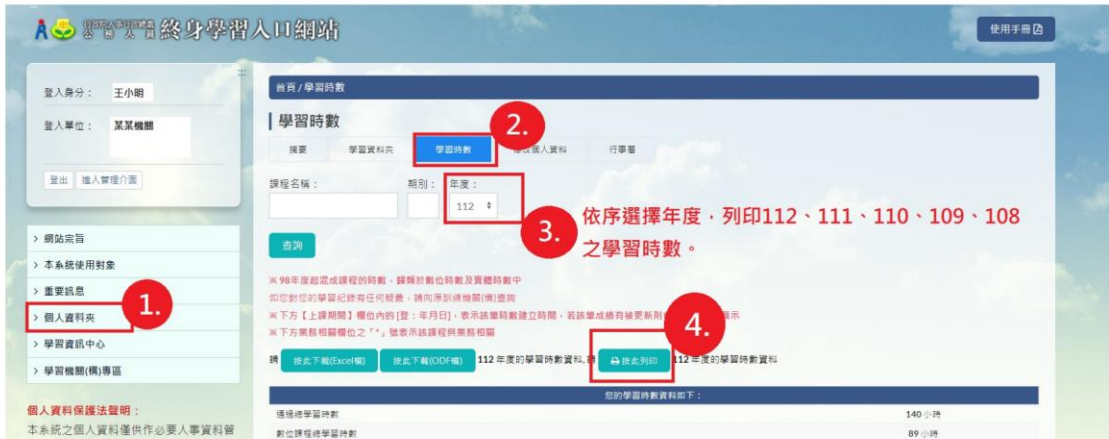 行政院人事行政總處
公務人員 終身學習入口網站
使用手冊
登入身分： 王小明
登入單位： 某某機關
登出 進入管理介面
> 網站宗旨
> 本系統使用對象
> 重要訊息
> 個人資料夾
> 學習資訊中心
> 學習機關(構)專區
個人資料保護法聲明：
本系統之個人資料僅供作必要人事資料管
1.
首頁 / 學習時數
學習時數
2.
摘要 學習資料夾 學習時數 個人資料 行事曆
課程名稱： 期別： 年度：
112
3.
依序選擇年度，列印112、111、110、109、108
之學習時數。
查詢
※ 98年度起混成課程的時數，歸類於數位時數及實體時數中
如您對您的學習紀錄有任何疑義，請向原訓練機關(構)查詢
※下方【上課期間】欄位內的[登：年月日]，表示該筆時數建立時間，若該筆成績有被更新則
示
※下方業務相關欄位之「*」號表示該課程與業務相關
4.
請 按此下載(Excel檔) 按此下載(ODF檔) 112 年度的學習時數資料, 按此列印 112 年度的學習時數資料
您的學習時數資料如下：
通過總學習時數 140 小時
數位課程總學習時數 89 小時